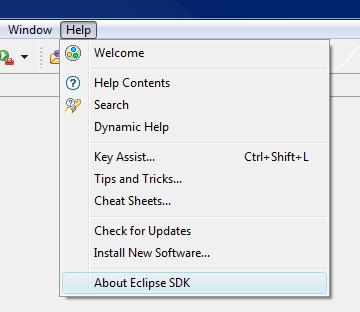 Window Help
Welcome
Help Contents
Search
Dynamic Help
Key Assist... Ctrl+Shift+L
Tips and Tricks...
Cheat Sheets...
Check for Updates
Install New Software...
About Eclipse SDK